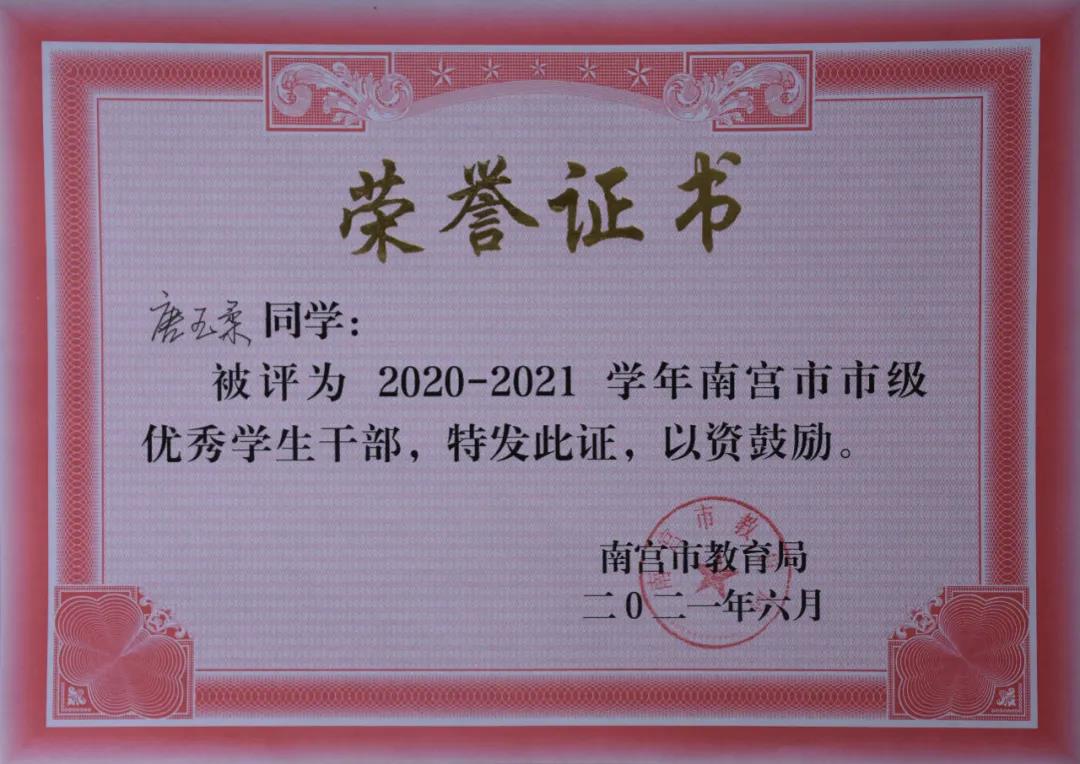 荣誉证书
唐玉柔同学：
被评为 2020-2021 学年南宫市市级
优秀学生干部，特发此证，以资鼓励。
南宫市教育局
二0二一年六月